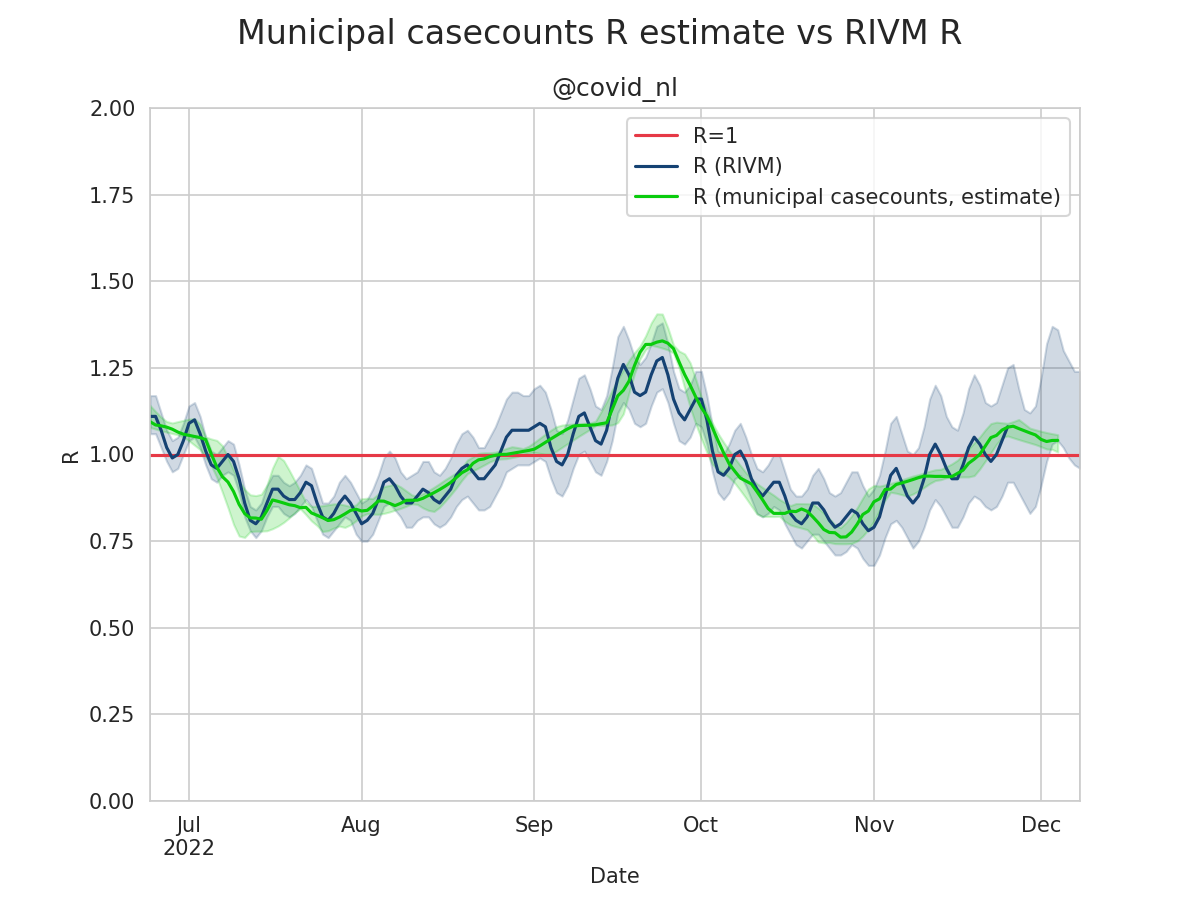 Municipal casecounts R estimate vs RIVM R
@covid_nl
R=1
R (RIVM)
R (municipal casecounts, estimate)
2.00
1.75
1.50
1.25
1.00
0.75
0.50
0.25
0.00
R
Jul Aug Sep Oct Nov Dec
2022
Date